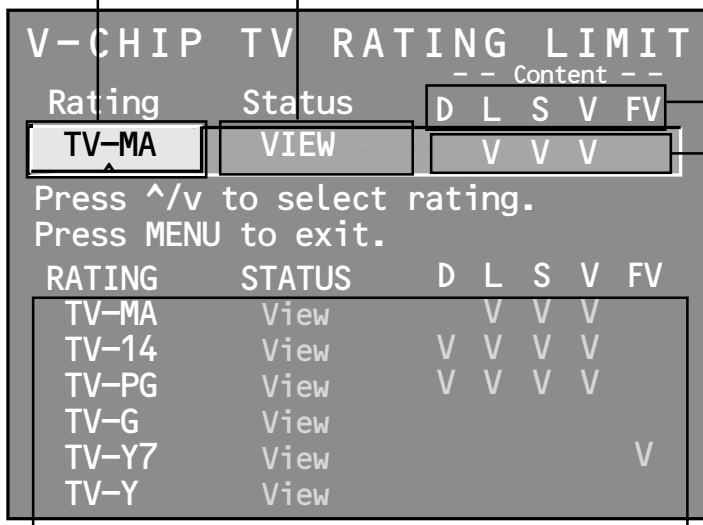 V-CHIP TV RATING LIMIT
-- Content --
Rating Status D L S V FV
TV-MA VIEW V V V
^
Press ^/v to select rating.
Press MENU to exit.
RATING STATUS D L S V FV
TV-MA View V V V
TV-14 View V V V V
TV-PG View V V V V
TV-G View
TV-Y7 View V
TV-Y View